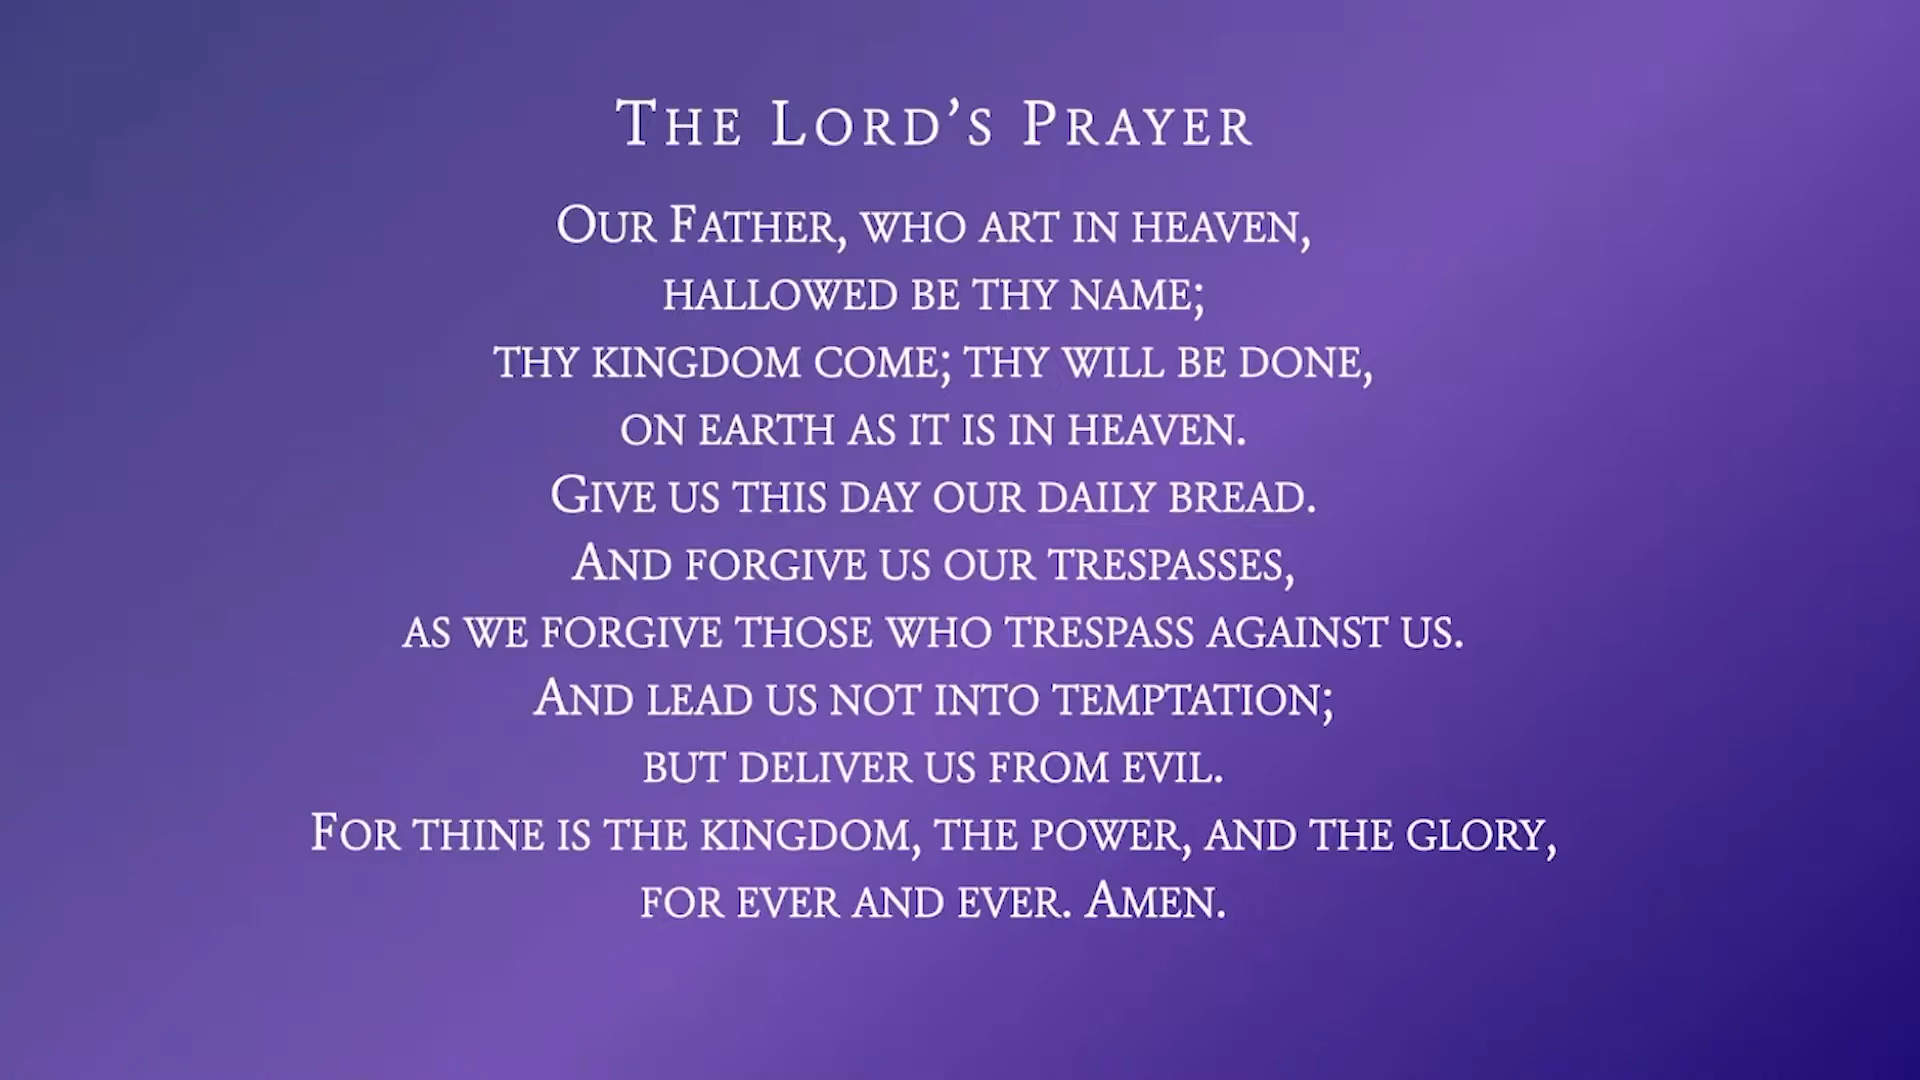 The Lord’s Prayer
Our Father, who art in heaven,
hallowed be thy name;
thy kingdom come; thy will be done,
on earth as it is in heaven.
Give us this day our daily bread.
And forgive us our trespasses,
as we forgive those who trespass against us.
And lead us not into temptation;
but deliver us from evil.
For thine is the kingdom, the power, and the glory,
for ever and ever. Amen.